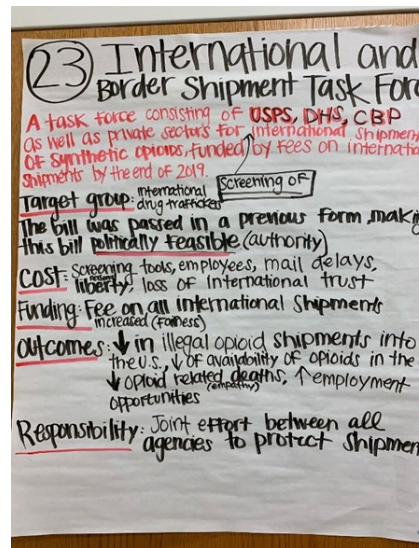 23 International and
Border Shipment Task For
A task force consisting of USPS, DHS, CBP
as well as private sectors for international shipmen
of synthetic opioids, funded by fees on internatio
shipments by the end of 2019.
Screening of
Target group: international
drug traffickers
The bill was passed in a previous form, makin
this bill politically feasible (authority)
Cost: Screening tools, employees, mail delays,
liberty, loss of International trust
Funding: Fee on all international shipments
increased (Fairness)
Outcomes: ↓ in illegal opioid shipments into
the U.S., ↓ of availability of opioids in the
↓ opioid related deaths, ↑ employment
(empathy)
opportunities
Responsibility: Joint effort between all
agencies to protect shipmen